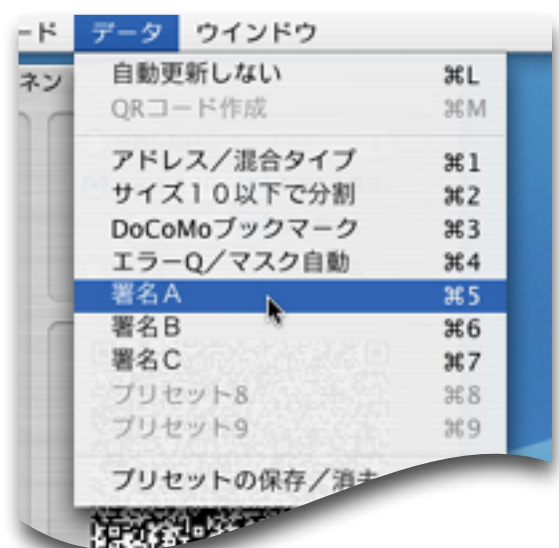 ード データ ウインドウ
ネン
自動更新しない ⌘L
QRコード作成 ⌘M
アドレス/混合タイプ ⌘1
サイズ10以下で分割 ⌘2
DoCoMoブックマーク ⌘3
エラーQ/マスク自動 ⌘4
署名A ⌘5
署名B ⌘6
署名C ⌘7
プリセット8 ⌘8
プリセット9 ⌘9
プリセットの保存/消去